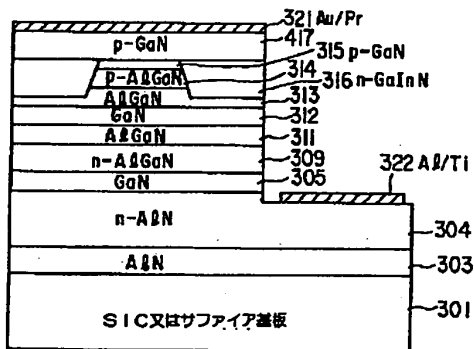 321 Au/Pr
p-GaN
417
315 p-GaN
p-AlGaN
314
316 n-GaInN
AlGaN
313
GaN
312
AlGaN
311
n-AlGaN
309
GaN
305
322 Al/Ti
n-AlN
304
AlN
303
SIC又はサファイア基板
301